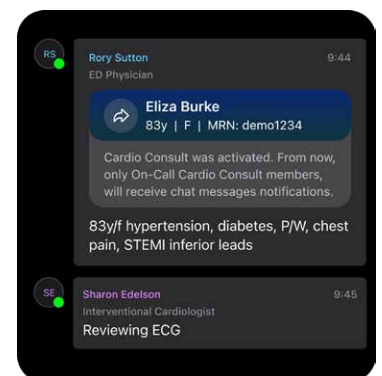 RS
Rory Sutton 9:44
ED Physician
Eliza Burke
83y | F | MRN: demo1234
Cardio Consult was activated. From now,
only On-Call Cardio Consult members,
will receive chat messages notifications.
83y/f hypertension, diabetes, P/W, chest
pain, STEMI inferior leads
SE
Sharon Edelson 9:45
Interventional Cardiologist
Reviewing ECG